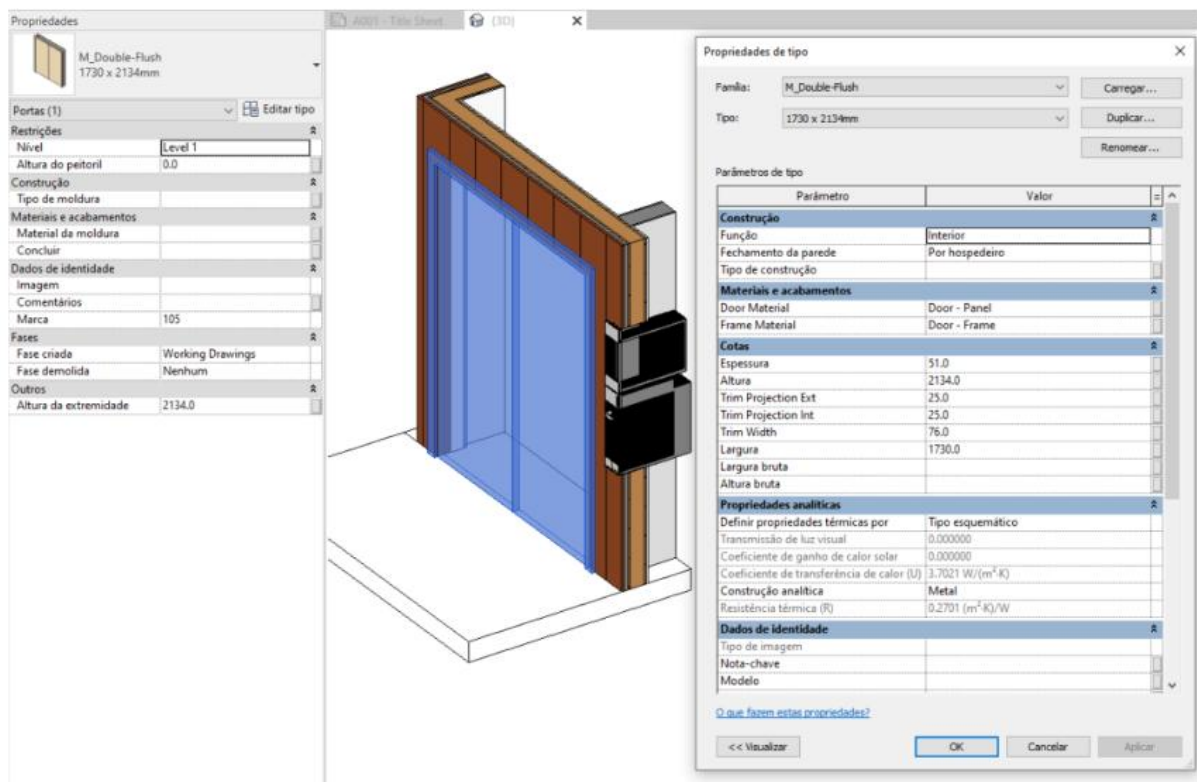 Propriedades
M_Double-Flush
1730 x 2134mm
Portas (1) Editar tipo
Restrições
Nível Level 1
Altura do peitoril 0.0
Construção
Tipo de moldura
Materiais e acabamentos
Material da moldura
Concluir
Dados de identidade
Imagem
Comentários
Marca 105
Fases
Fase criada Working Drawings
Fase demolida Nenhum
Outros
Altura da extremidade 2134.0
A001 - Title Sheet
{3D}
Propriedades de tipo
Família: M_Double-Flush Carregar...
Tipo: 1730 x 2134mm Duplicar...
Renomear...
Parâmetros de tipo
Parâmetro Valor =
Construção
Função Interior
Fechamento da parede Por hospedeiro
Tipo de construção
Materiais e acabamentos
Door Material Door - Panel
Frame Material Door - Frame
Cotas
Espessura 51.0
Altura 2134.0
Trim Projection Ext 25.0
Trim Projection Int 25.0
Trim Width 76.0
Largura 1730.0
Largura bruta
Altura bruta
Propriedades analíticas
Definir propriedades térmicas por Tipo esquemático
Transmissão de luz visual 0.000000
Coeficiente de ganho de calor solar 0.000000
Coeficiente de transferência de calor (U) 3.7021 W/(m²·K)
Construção analítica Metal
Resistência térmica (R) 0.2701 (m²·K)/W
Dados de identidade
Tipo de imagem
Nota-chave
Modelo
O que fazem estas propriedades?
<< Visualizar OK Cancelar Aplicar